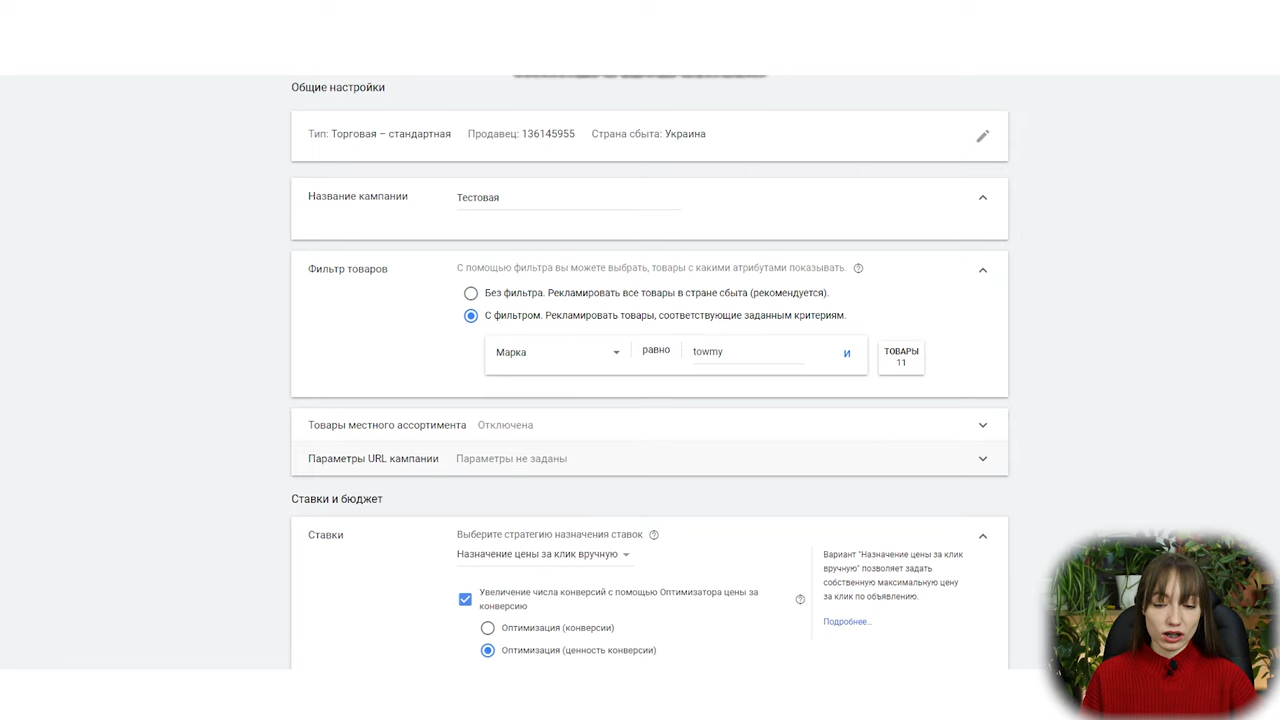 Общие настройки
Тип: Торговая – стандартная Продавец: 136145955 Страна сбыта: Украина
Название кампании Тестовая
Фильтр товаров С помощью фильтра вы можете выбрать, товары с какими атрибутами показывать.
Без фильтра. Рекламировать все товары в стране сбыта (рекомендуется).
С фильтром. Рекламировать товары, соответствующие заданным критериям.
Марка равно towmy И ТОВАРЫ
11
Товары местного ассортимента Отключена
Параметры URL кампании Параметры не заданы
Ставки и бюджет
Ставки Выберите стратегию назначения ставок
Назначение цены за клик вручную
Увеличение числа конверсий с помощью Оптимизатора цены за
конверсию
Оптимизация (конверсии)
Оптимизация (ценность конверсии)
Вариант "Назначение цены за клик
вручную" позволяет задать
собственную максимальную цену
за клик по объявлению.
Подробнее…